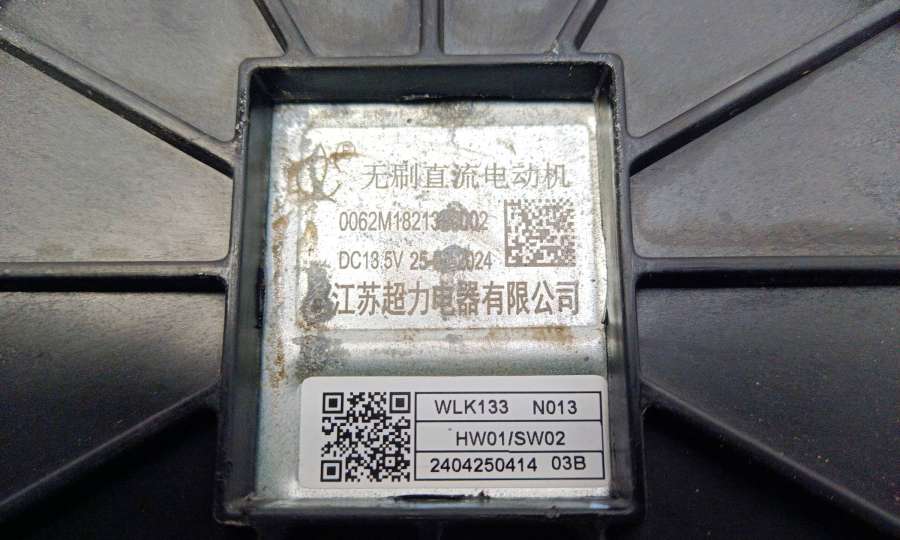 无刷直流电动机
DC13.5V
江苏超力电器有限公司
WLK133 N013
HW01/SW02
2404250414 03B